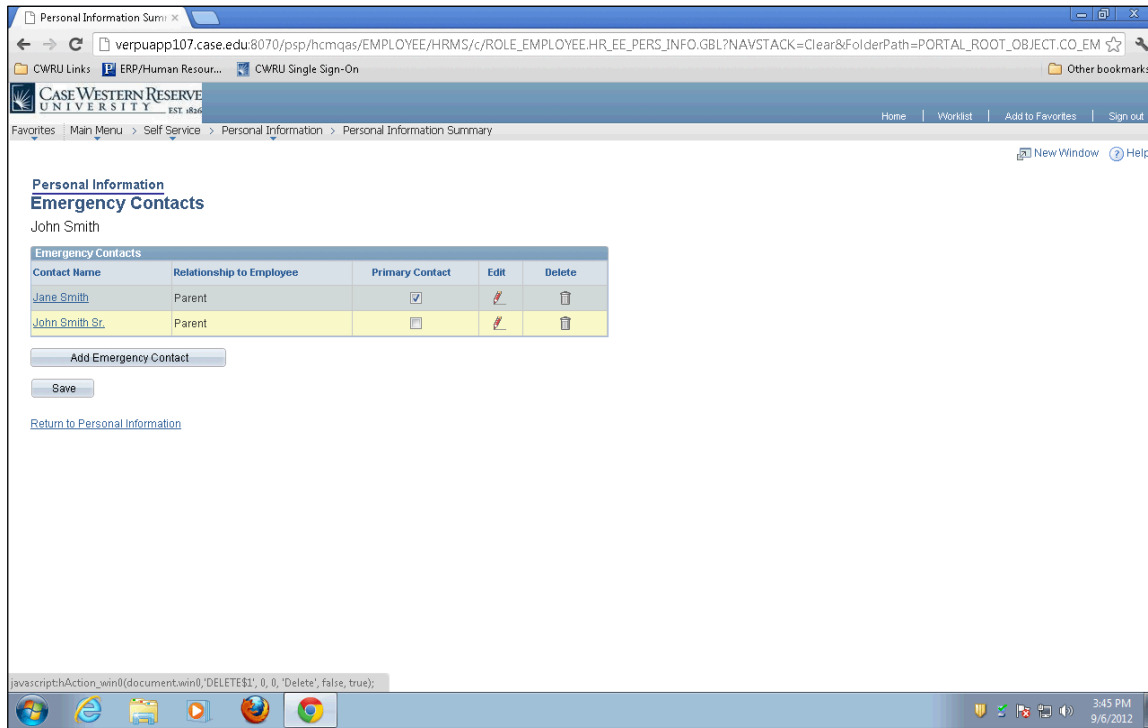 Personal Information Sum
verpuapp107.case.edu:8070/psp/hcmqas/EMPLOYEE/HRMS/c/ROLE_EMPLOYEE.HR_EE_PERS_INFO.GBL?NAVSTACK=Clear&FolderPath=PORTAL_ROOT_OBJECT.CO_EM
CWRU Links ERP/Human Resour... CWRU Single Sign-On Other bookmarks
CASE WESTERN RESERVE
UNIVERSITY EST. 1826
Home | Worklist | Add to Favorites | Sign out
Favorites Main Menu > Self Service > Personal Information > Personal Information Summary
New Window ? Help
Personal Information
Emergency Contacts
John Smith
Emergency Contacts
Contact Name Relationship to Employee Primary Contact Edit Delete
Jane Smith Parent
John Smith Sr. Parent
Add Emergency Contact
Save
Return to Personal Information
javascript:hAction_win0(document.win0,'DELETE$1', 0, 0, 'Delete', false, true);
3:45 PM
9/6/2012